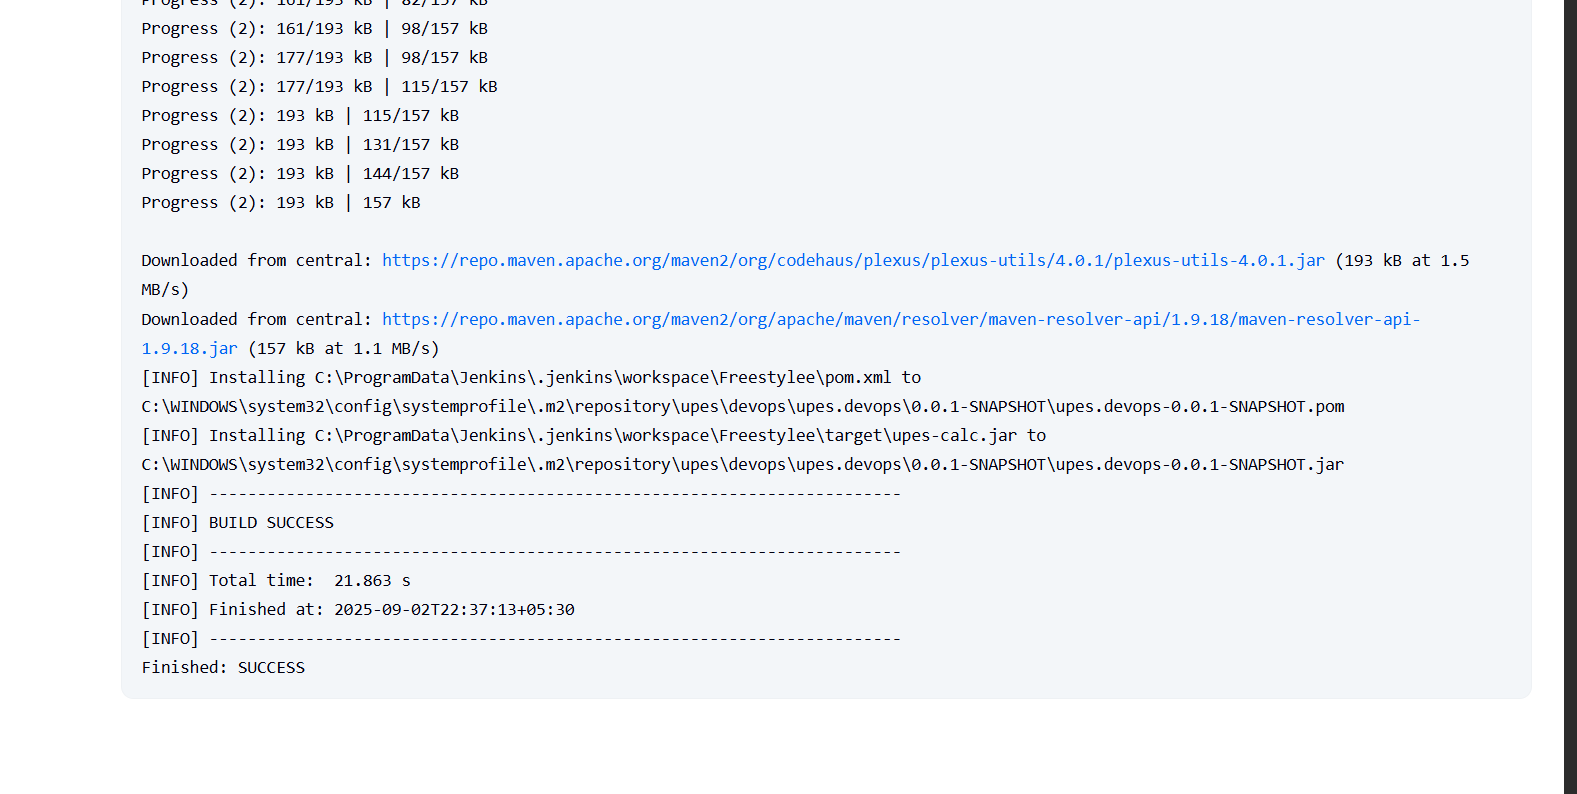 Progress (2): 161/193 kB | 82/157 kB
Progress (2): 161/193 kB | 98/157 kB
Progress (2): 177/193 kB | 98/157 kB
Progress (2): 177/193 kB | 115/157 kB
Progress (2): 193 kB | 115/157 kB
Progress (2): 193 kB | 131/157 kB
Progress (2): 193 kB | 144/157 kB
Progress (2): 193 kB | 157 kB
Downloaded from central: https://repo.maven.apache.org/maven2/org/codehaus/plexus/plexus-utils/4.0.1/plexus-utils-4.0.1.jar (193 kB at 1.5
MB/s)
Downloaded from central: https://repo.maven.apache.org/maven2/org/apache/maven/resolver/maven-resolver-api/1.9.18/maven-resolver-api-
1.9.18.jar (157 kB at 1.1 MB/s)
[INFO] Installing C:\ProgramData\Jenkins\.jenkins\workspace\Freestylee\pom.xml to
C:\WINDOWS\system32\config\systemprofile\.m2\repository\upes\devops\upes.devops\0.0.1-SNAPSHOT\upes.devops-0.0.1-SNAPSHOT.pom
[INFO] Installing C:\ProgramData\Jenkins\.jenkins\workspace\Freestylee\target\upes-calc.jar to
C:\WINDOWS\system32\config\systemprofile\.m2\repository\upes\devops\upes.devops\0.0.1-SNAPSHOT\upes.devops-0.0.1-SNAPSHOT.jar
[INFO] ------------------------------------------------------------------------
[INFO] BUILD SUCCESS
[INFO] ------------------------------------------------------------------------
[INFO] Total time:  21.863 s
[INFO] Finished at: 2025-09-02T22:37:13+05:30
[INFO] ------------------------------------------------------------------------
Finished: SUCCESS